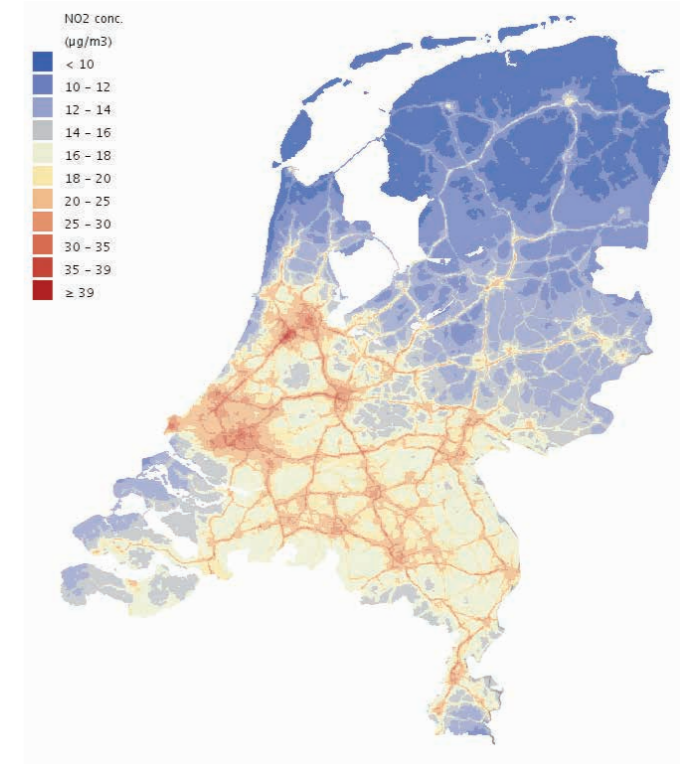 NO2 conc.
(µg/m3)
< 10
10 – 12
12 – 14
14 – 16
16 – 18
18 – 20
20 – 25
25 – 30
30 – 35
35 – 39
≥ 39